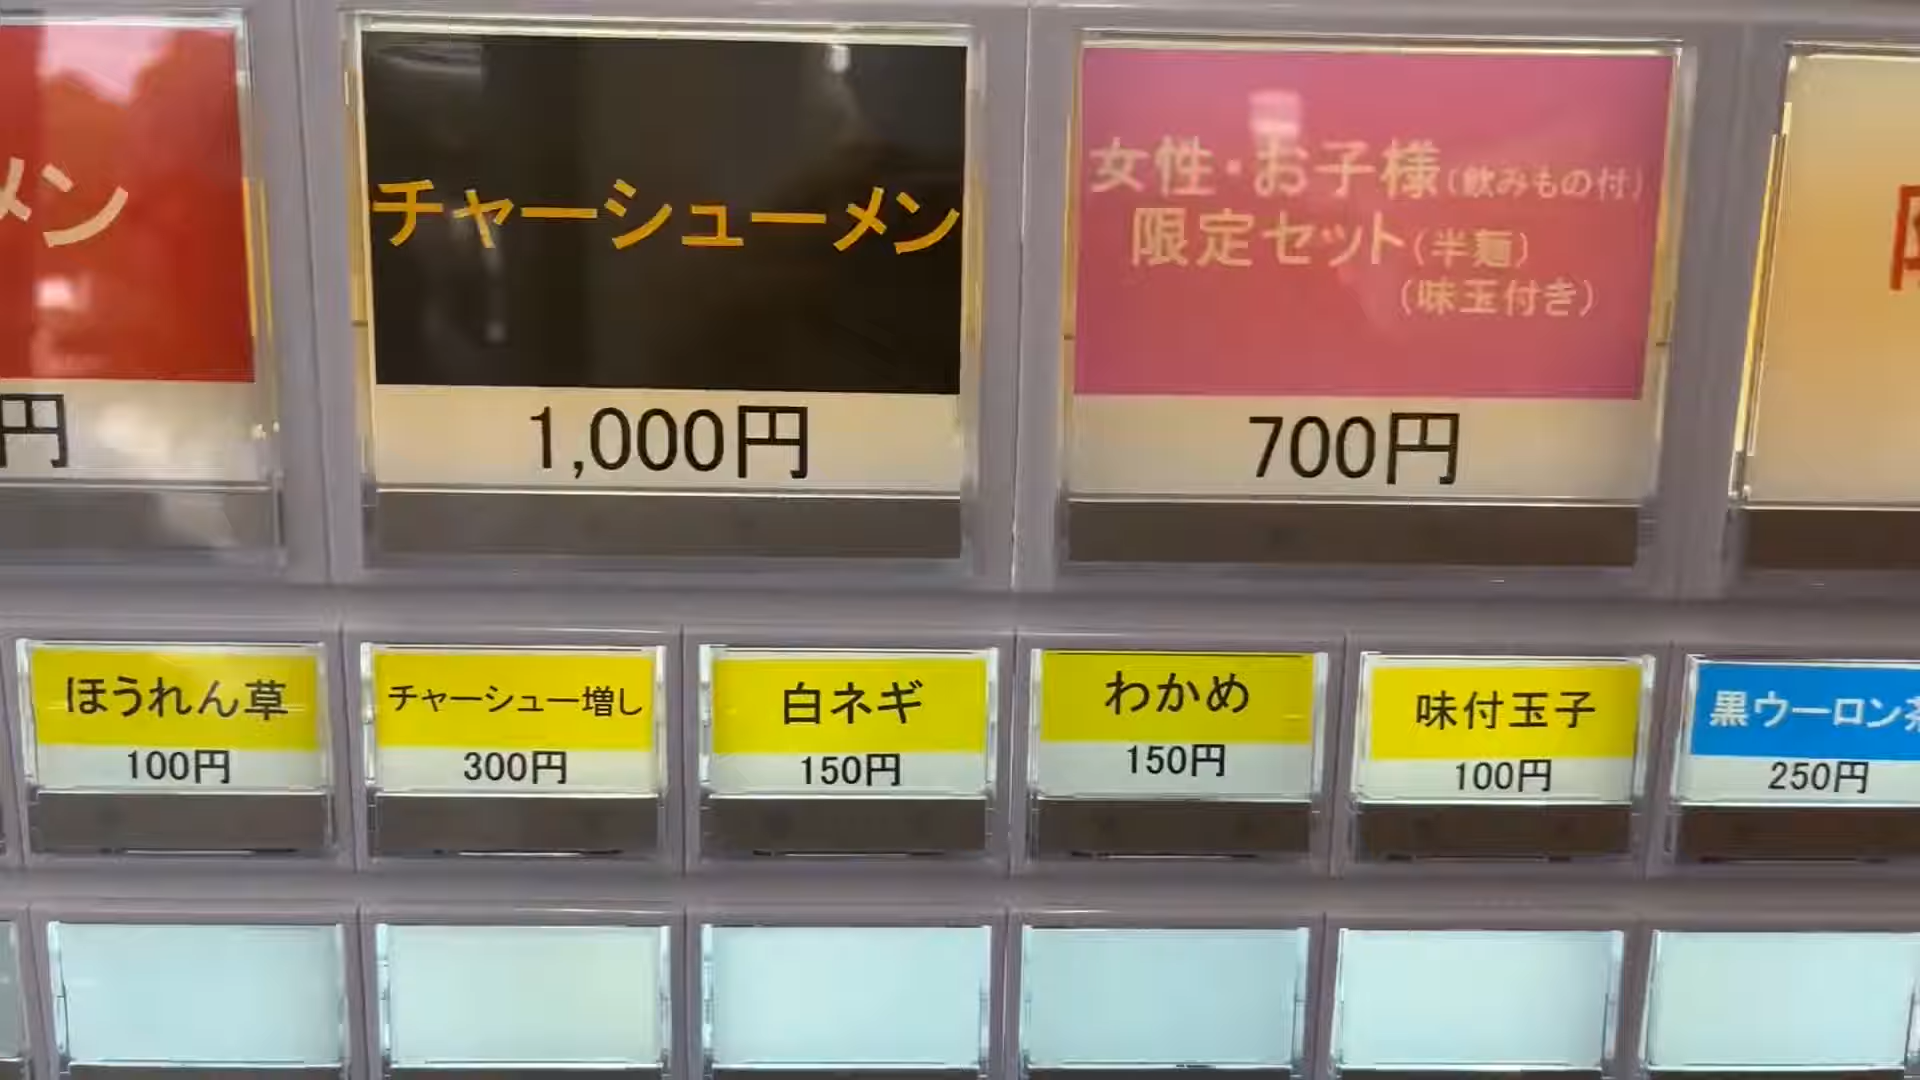 メン
円
チャーシューメン
1,000円
女性・お子様(飲みもの付)
限定セット(半麺)
(味玉付き)
700円
ほうれん草
100円
チャーシュー増し
300円
白ネギ
150円
わかめ
150円
味付玉子
100円
黒ウーロン茶
250円